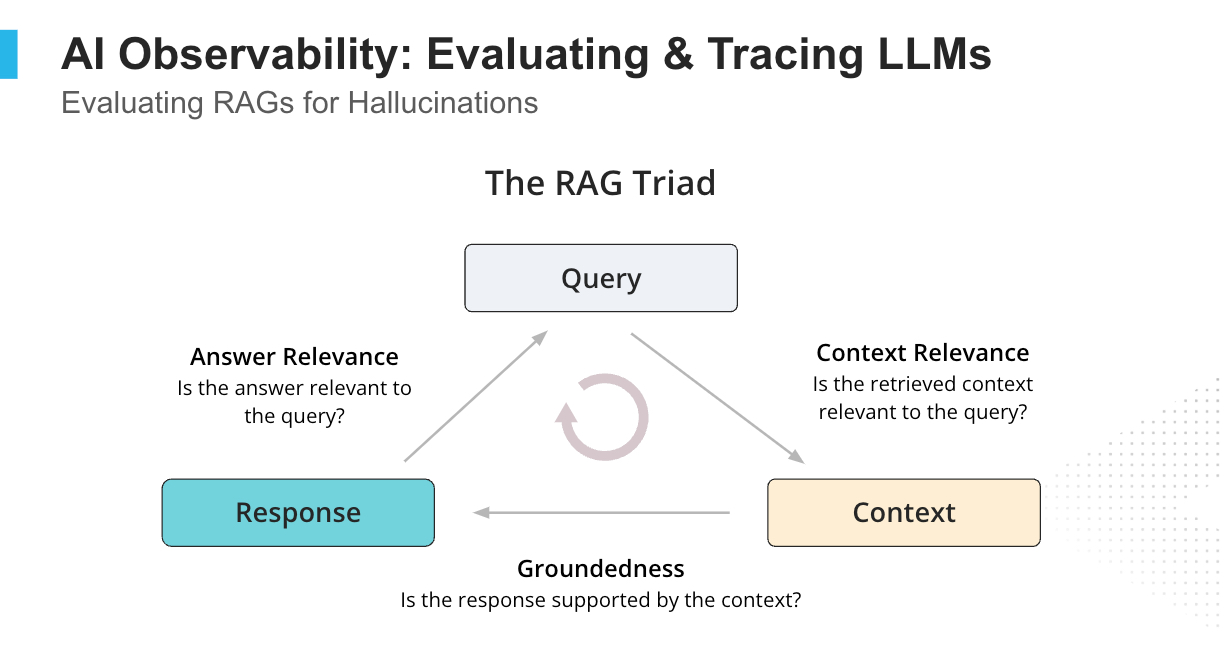 AI Observability: Evaluating & Tracing LLMs
Evaluating RAGs for Hallucinations
The RAG Triad
Query
Answer Relevance
Is the answer relevant to
the query?
Context Relevance
Is the retrieved context
relevant to the query?
Response
Context
Groundedness
Is the response supported by the context?